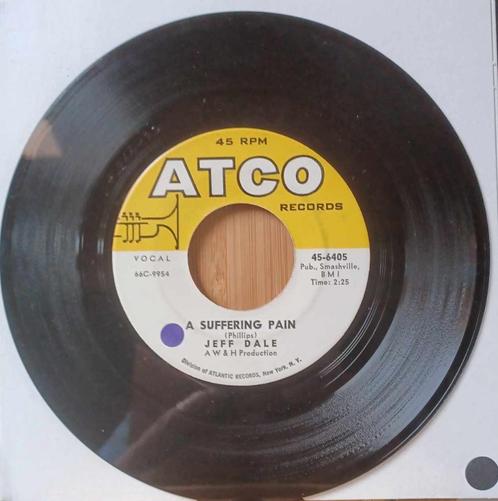 45 RPM
ATCO
RECORDS
VOCAL
66C-9954
45-6405
Pub., Smashville,
B M I
Time: 2:25
A SUFFERING PAIN
(Phillips)
JEFF DALE
A W & H Production
Division of ATLANTIC RECORDS, New York, N. Y.